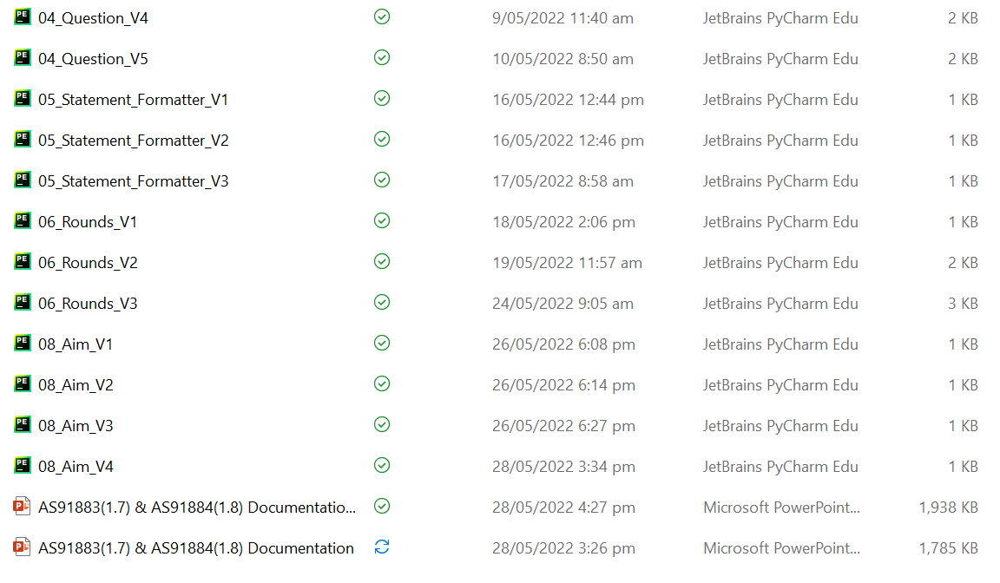 04_Question_V4 9/05/2022 11:40 am JetBrains PyCharm Edu 2 KB
04_Question_V5 10/05/2022 8:50 am JetBrains PyCharm Edu 2 KB
05_Statement_Formatter_V1 16/05/2022 12:44 pm JetBrains PyCharm Edu 1 KB
05_Statement_Formatter_V2 16/05/2022 12:46 pm JetBrains PyCharm Edu 1 KB
05_Statement_Formatter_V3 17/05/2022 8:58 am JetBrains PyCharm Edu 1 KB
06_Rounds_V1 18/05/2022 2:06 pm JetBrains PyCharm Edu 1 KB
06_Rounds_V2 19/05/2022 11:57 am JetBrains PyCharm Edu 2 KB
06_Rounds_V3 24/05/2022 9:05 am JetBrains PyCharm Edu 3 KB
08_Aim_V1 26/05/2022 6:08 pm JetBrains PyCharm Edu 1 KB
08_Aim_V2 26/05/2022 6:14 pm JetBrains PyCharm Edu 1 KB
08_Aim_V3 26/05/2022 6:27 pm JetBrains PyCharm Edu 1 KB
08_Aim_V4 28/05/2022 3:34 pm JetBrains PyCharm Edu 1 KB
AS91883(1.7) & AS91884(1.8) Documentatio... 28/05/2022 4:27 pm Microsoft PowerPoint... 1,938 KB
AS91883(1.7) & AS91884(1.8) Documentation 28/05/2022 3:26 pm Microsoft PowerPoint... 1,785 KB